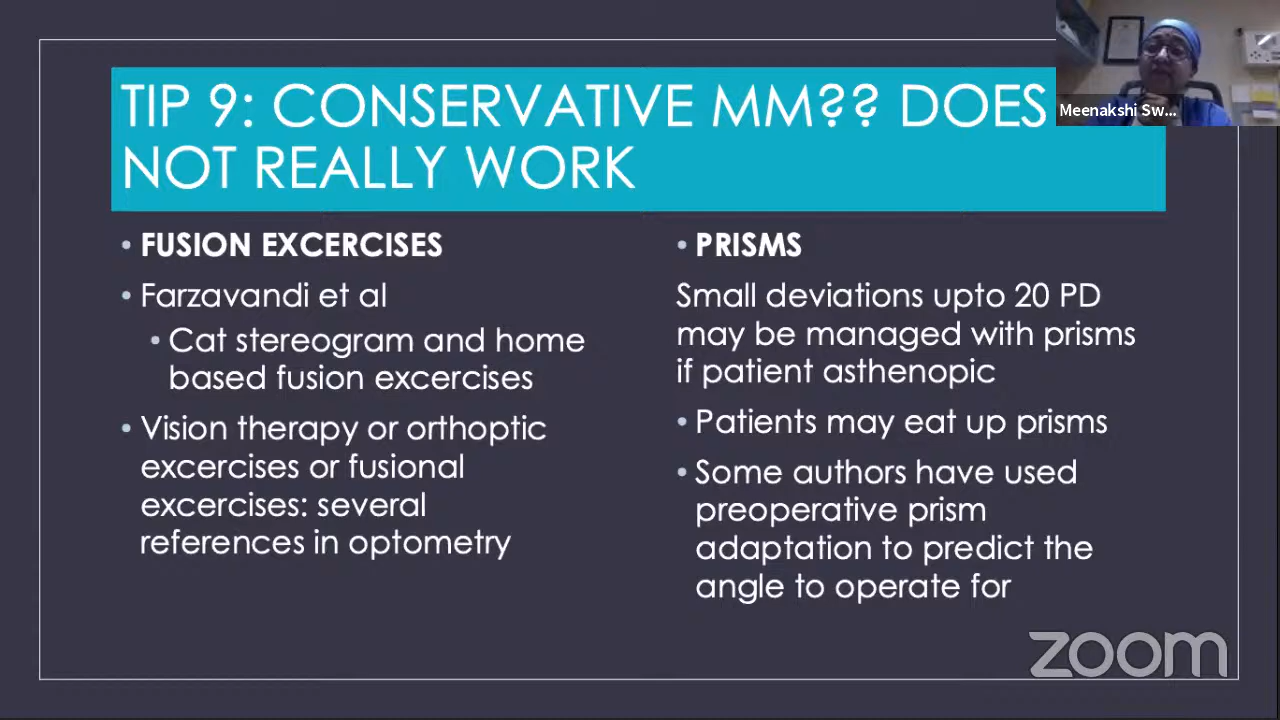 TIP 9: CONSERVATIVE MM?? DOES
NOT REALLY WORK
Meenakshi Sw...
• FUSION EXCERCISES
• Farzavandi et al
• Cat stereogram and home
based fusion excercises
• Vision therapy or orthoptic
excercises or fusional
excercises: several
references in optometry
• PRISMS
Small deviations upto 20 PD
may be managed with prisms
if patient asthenopic
• Patients may eat up prisms
• Some authors have used
preoperative prism
adaptation to predict the
angle to operate for
zoom